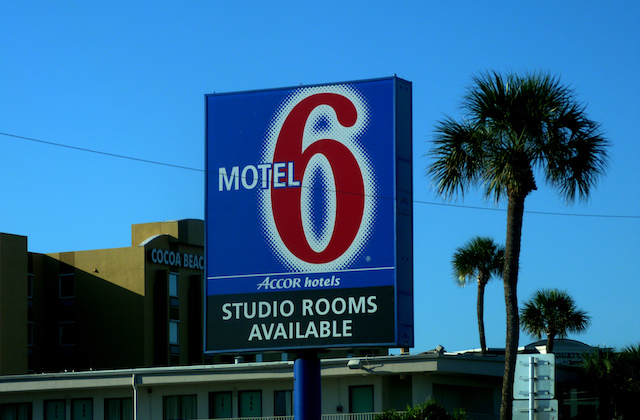 MOTEL 6
ACCOR hotels
STUDIO ROOMS
AVAILABLE
COCOA BEAC